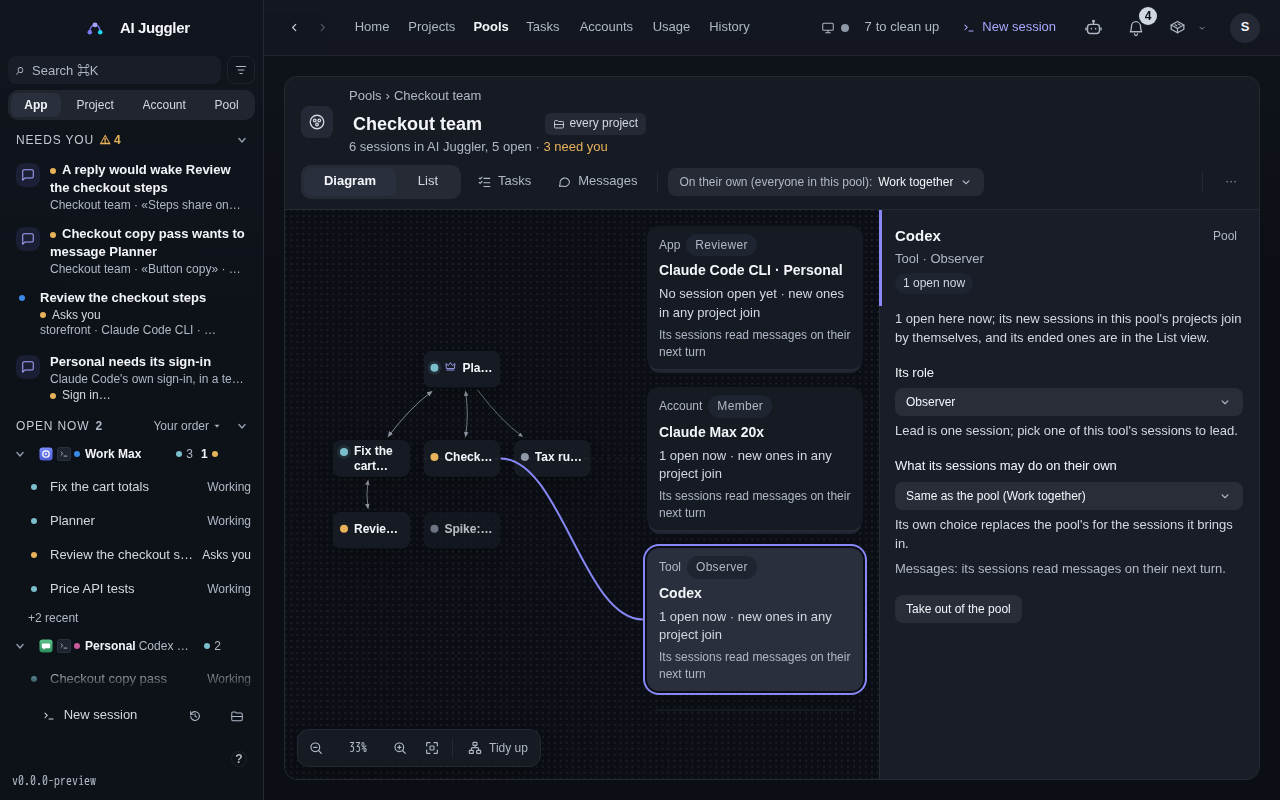 AI Juggler
Search ⌘K
App
Project
Account
Pool
NEEDS YOU 4
A reply would wake Review the checkout steps
Checkout team · «Steps share on…
Checkout copy pass wants to message Planner
Checkout team · «Button copy» · …
Review the checkout steps
Asks you
storefront · Claude Code CLI · …
Personal needs its sign-in
Claude Code's own sign-in, in a te…
Sign in…
OPEN NOW 2
Your order
Work Max
3
1
Fix the cart totals
Working
Planner
Working
Review the checkout s…
Asks you
Price API tests
Working
+2 recent
Personal Codex …
2
Checkout copy pass
Working
New session
?
v0.0.0-preview
Home
Projects
Pools
Tasks
Accounts
Usage
History
7 to clean up
New session
4
S
Pools › Checkout team
Checkout team
every project
6 sessions in AI Juggler, 5 open · 3 need you
Diagram
List
Tasks
Messages
On their own (everyone in this pool): Work together
Pla…
Fix the cart…
Check…
Tax ru…
Revie…
Spike:…
App
Reviewer
Claude Code CLI · Personal
No session open yet · new ones in any project join
Its sessions read messages on their next turn
Account
Member
Claude Max 20x
1 open now · new ones in any project join
Its sessions read messages on their next turn
Tool
Observer
Codex
1 open now · new ones in any project join
Its sessions read messages on their next turn
33%
Tidy up
Codex
Pool
Tool · Observer
1 open now
1 open here now; its new sessions in this pool's projects join by themselves, and its ended ones are in the List view.
Its role
Observer
Lead is one session; pick one of this tool's sessions to lead.
What its sessions may do on their own
Same as the pool (Work together)
Its own choice replaces the pool's for the sessions it brings in.
Messages: its sessions read messages on their next turn.
Take out of the pool